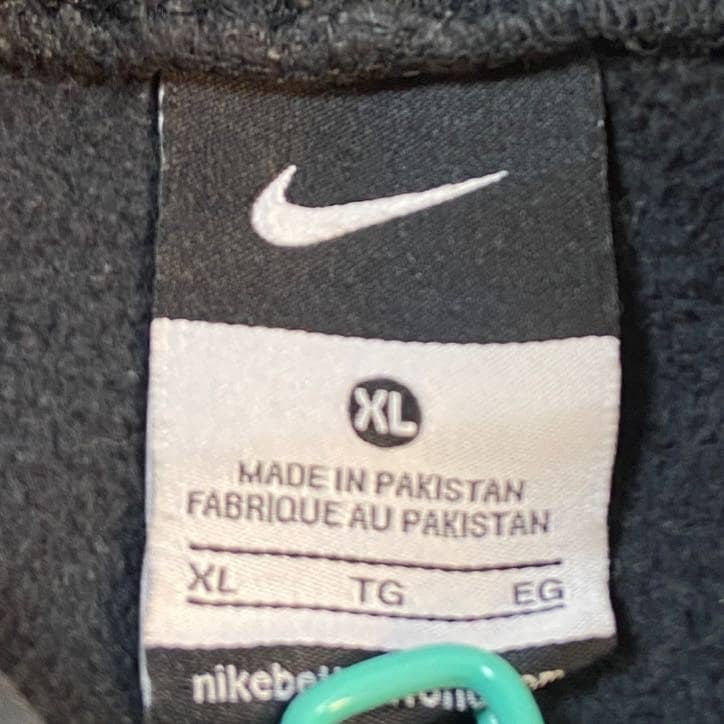 XL
MADE IN PAKISTAN
FABRIQUE AU PAKISTAN
XL TG EG